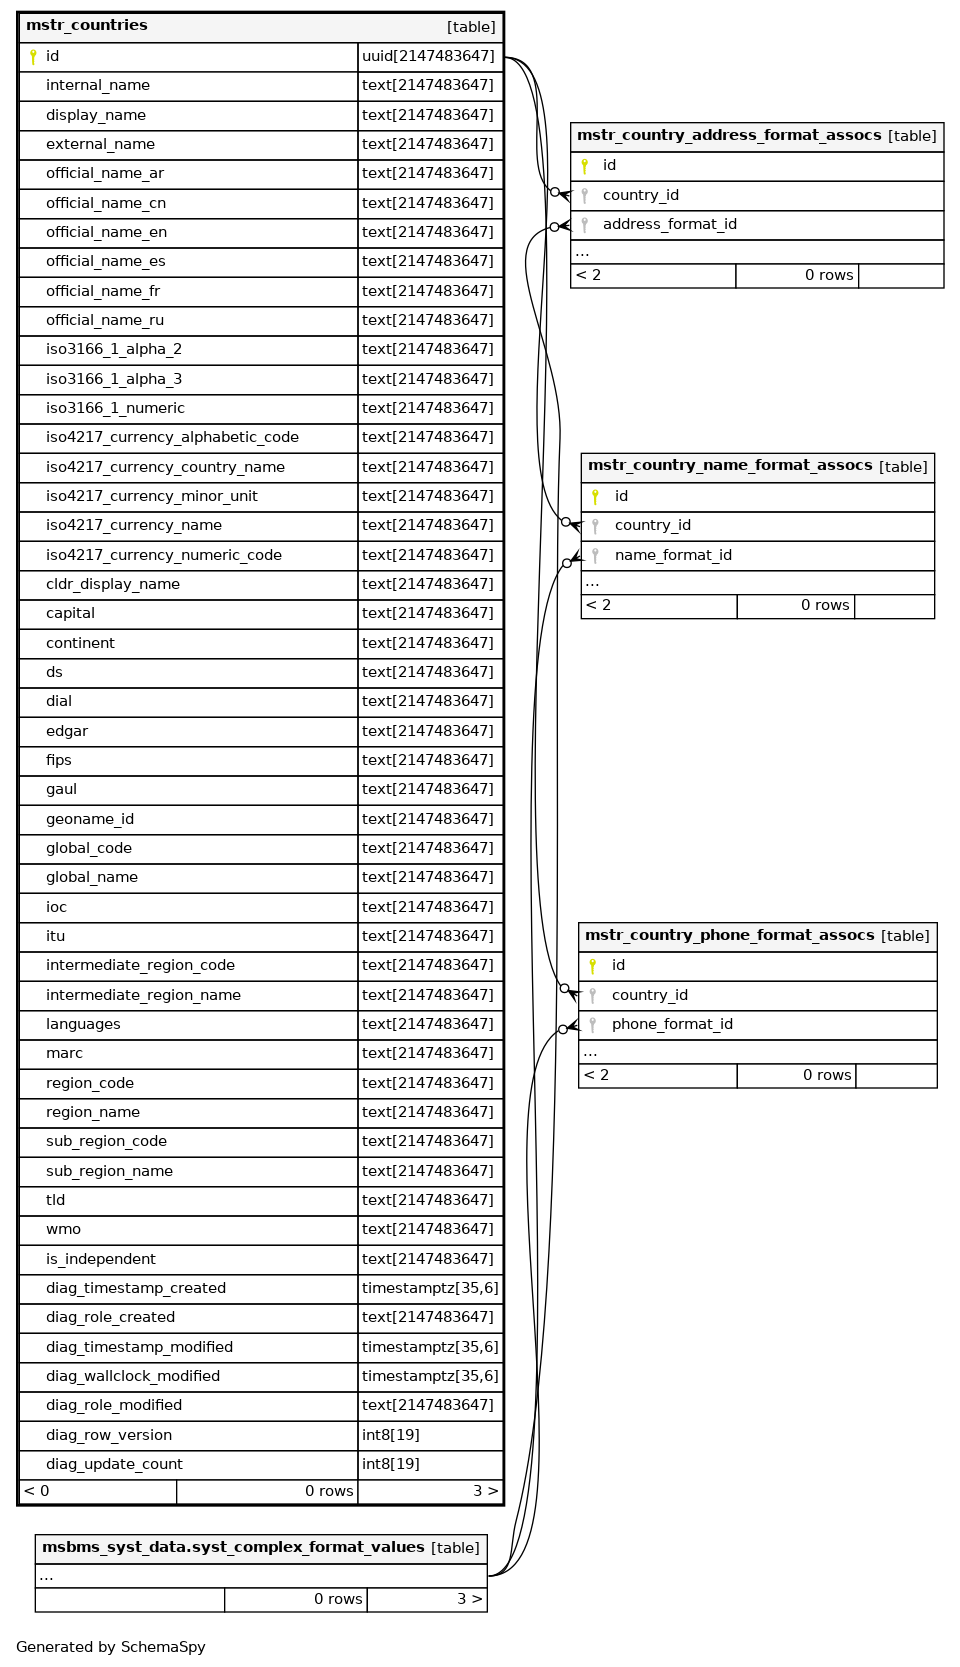 mstr_countries [table]
id uuid[2147483647]
internal_name text[2147483647]
display_name text[2147483647]
external_name text[2147483647]
official_name_ar text[2147483647]
official_name_cn text[2147483647]
official_name_en text[2147483647]
official_name_es text[2147483647]
official_name_fr text[2147483647]
official_name_ru text[2147483647]
iso3166_1_alpha_2 text[2147483647]
iso3166_1_alpha_3 text[2147483647]
iso3166_1_numeric text[2147483647]
iso4217_currency_alphabetic_code text[2147483647]
iso4217_currency_country_name text[2147483647]
iso4217_currency_minor_unit text[2147483647]
iso4217_currency_name text[2147483647]
iso4217_currency_numeric_code text[2147483647]
cldr_display_name text[2147483647]
capital text[2147483647]
continent text[2147483647]
ds text[2147483647]
dial text[2147483647]
edgar text[2147483647]
fips text[2147483647]
gaul text[2147483647]
geoname_id text[2147483647]
global_code text[2147483647]
global_name text[2147483647]
ioc text[2147483647]
itu text[2147483647]
intermediate_region_code text[2147483647]
intermediate_region_name text[2147483647]
languages text[2147483647]
marc text[2147483647]
region_code text[2147483647]
region_name text[2147483647]
sub_region_code text[2147483647]
sub_region_name text[2147483647]
tld text[2147483647]
wmo text[2147483647]
is_independent text[2147483647]
diag_timestamp_created timestamptz[35,6]
diag_role_created text[2147483647]
diag_timestamp_modified timestamptz[35,6]
diag_wallclock_modified timestamptz[35,6]
diag_role_modified text[2147483647]
diag_row_version int8[19]
diag_update_count int8[19]
< 0 0 rows 3 >
mstr_country_address_format_assocs [table]
id
country_id
address_format_id
...
< 2 0 rows
mstr_country_name_format_assocs [table]
id
country_id
name_format_id
...
< 2 0 rows
mstr_country_phone_format_assocs [table]
id
country_id
phone_format_id
...
< 2 0 rows
msbms_syst_data.syst_complex_format_values [table]
...
0 rows 3 >
Generated by SchemaSpy